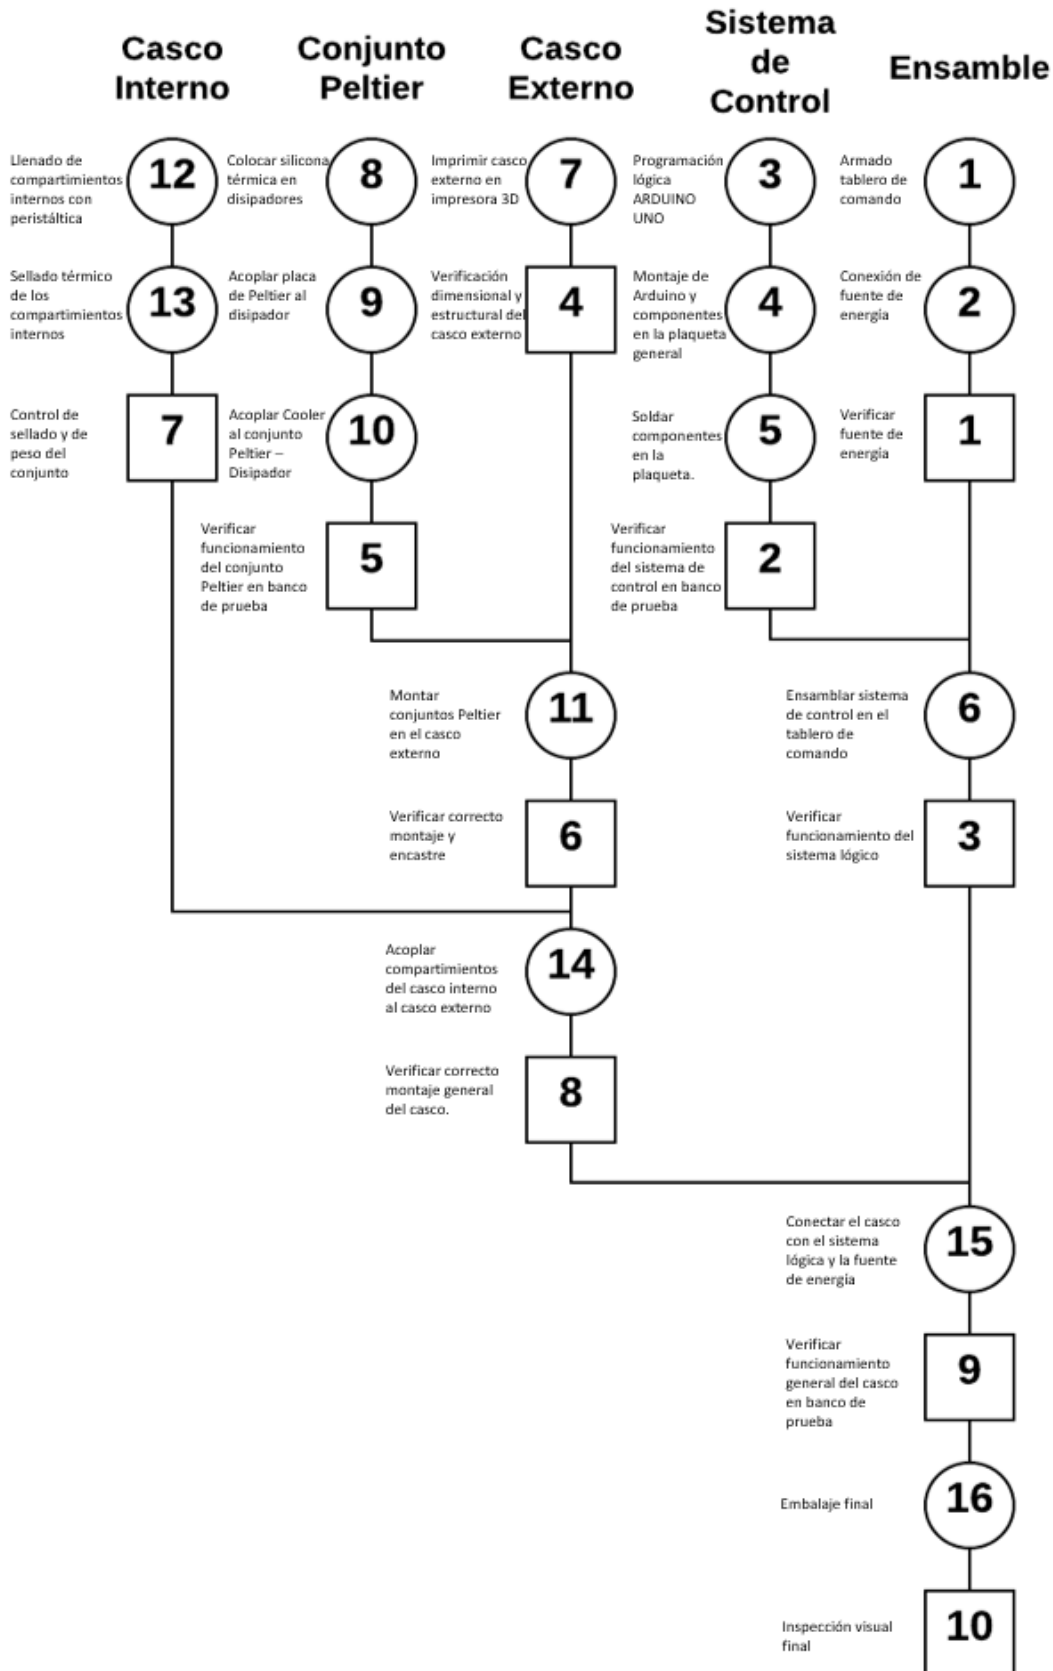 Casco
Interno
Conjunto
Peltier
Casco
Externo
Sistema
de
Control
Ensamble
Llenado de
compartimientos
internos con
peristáltica
12
Colocar silicona
térmica en
disipadores
8
Imprimir casco
externo en
impresora 3D
7
Programación
lógica
ARDUINO
UNO
3
Armado
tablero de
comando
1
Sellado térmico
de los
compartimientos
internos
13
Acoplar placa
de Peltier al
disipador
9
Verificación
dimensional y
estructural del
casco externo
4
Montaje de
Arduino y
componentes
en la plaqueta
general
4
Conexión de
fuente de
energía
2
Control de
sellado y de
peso del
conjunto
7
Acoplar Cooler
al conjunto
Peltier –
Disipador
10
Soldar
componentes
en la
plaqueta.
5
Verificar
fuente de
energía
1
Verificar
funcionamiento
del conjunto
Peltier en banco
de prueba
5
Verificar
funcionamiento
del sistema de
control en banco
de prueba
2
Montar
conjuntos Peltier
en el casco
externo
11
Ensamblar sistema
de control en el
tablero de
comando
6
Verificar correcto
montaje y
encastre
6
Verificar
funcionamiento del
sistema lógico
3
Acoplar
compartimientos
del casco interno
al casco externo
14
Verificar correcto
montaje general
del casco.
8
Conectar el casco
con el sistema
lógica y la fuente
de energía
15
Verificar
funcionamiento
general del casco
en banco de
prueba
9
Embalaje final
16
Inspección visual
final
10